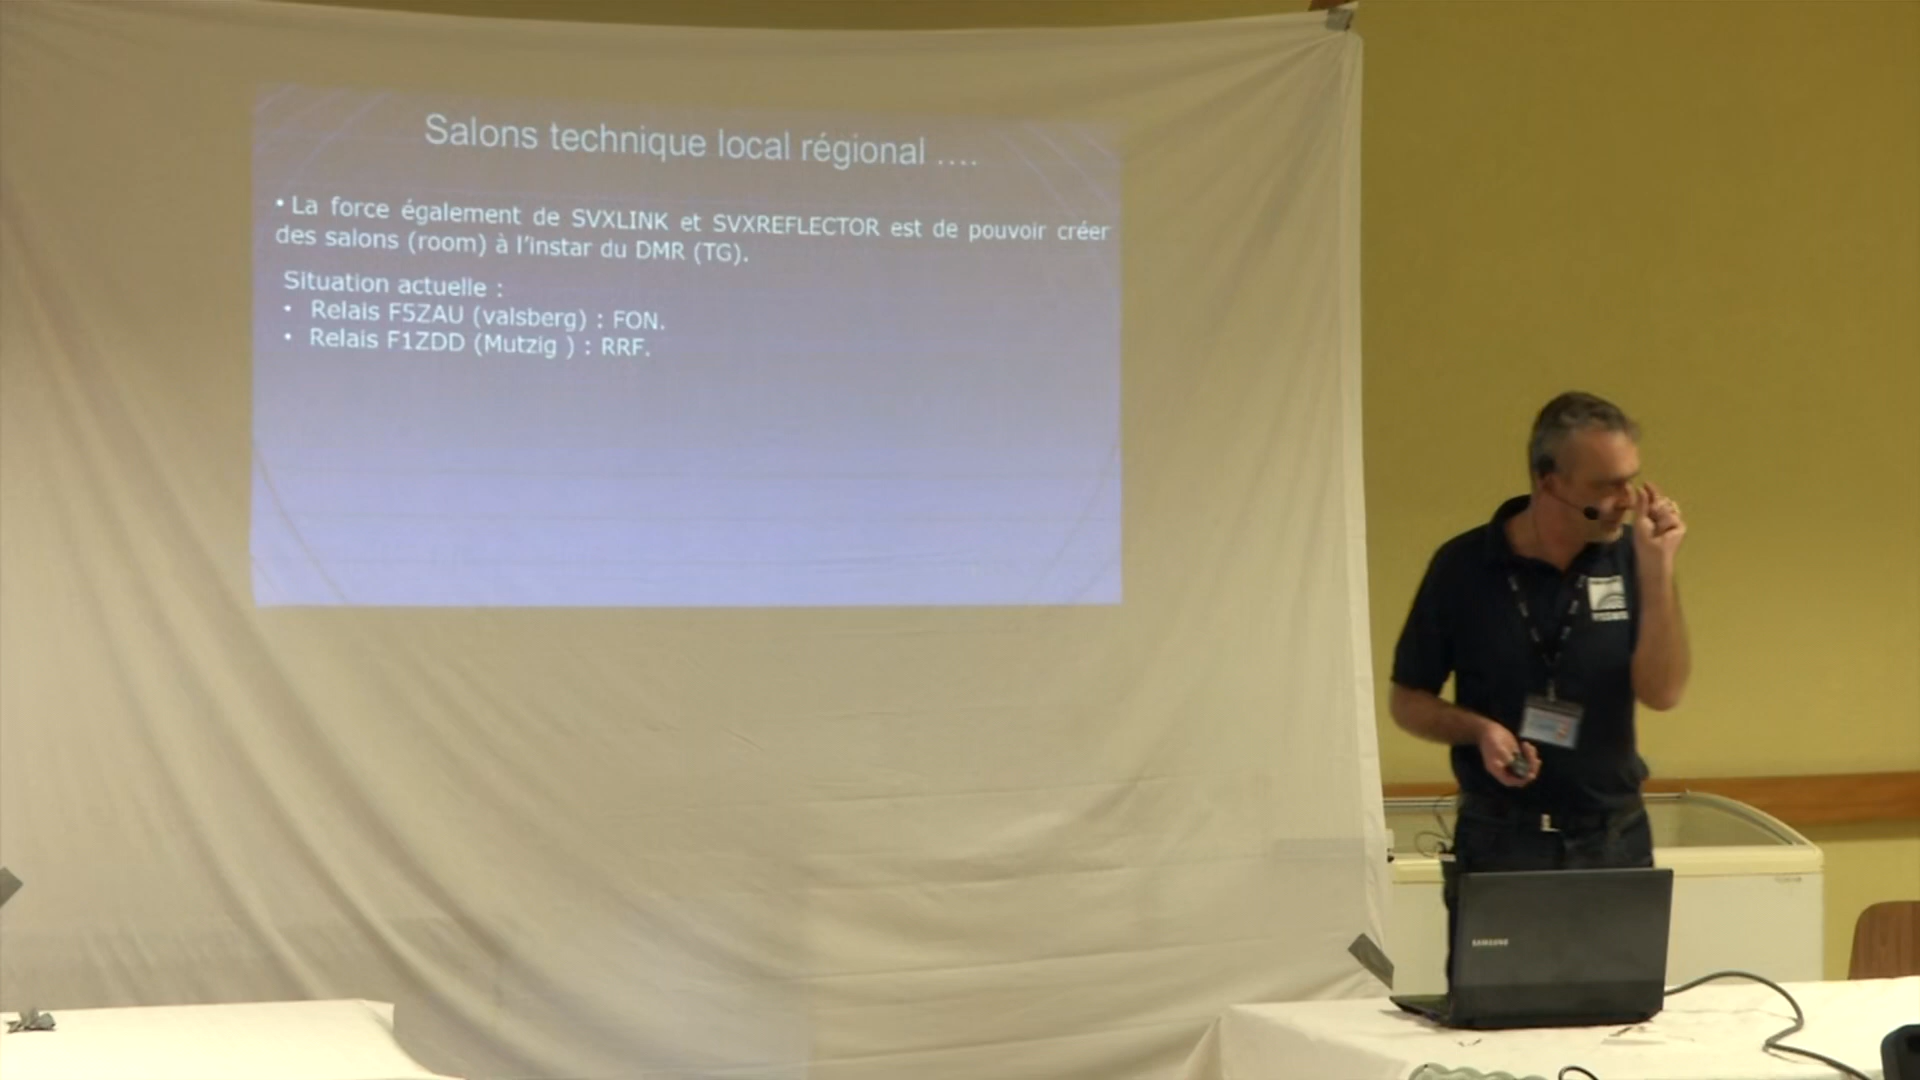 Salons technique local régional ....
• La force également de SVXLINK et SVXREFLECTOR est de pouvoir créer
des salons (room) à l'instar du DMR (TG).
Situation actuelle :
• Relais F5ZAU (valsberg) : FON.
• Relais F1ZDD (Mutzig ) : RRF.
SAMSUNG